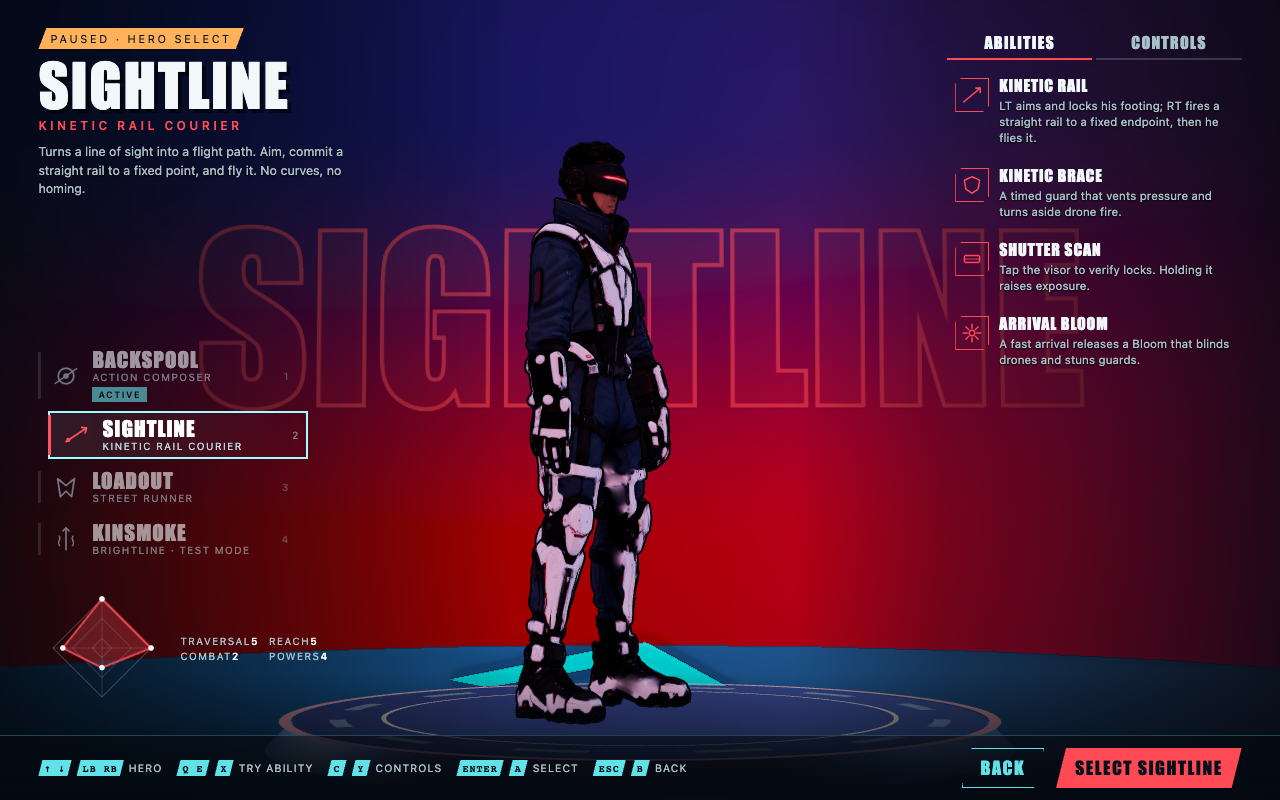 PAUSED · HERO SELECT
SIGHTLINE
KINETIC RAIL COURIER
Turns a line of sight into a flight path. Aim, commit a
straight rail to a fixed point, and fly it. No curves, no
homing.
SIGHTLINE
BACKSPOOL
ACTION COMPOSER
1
ACTIVE
SIGHTLINE
KINETIC RAIL COURIER
2
LOADOUT
STREET RUNNER
3
KINSMOKE
BRIGHTLINE · TEST MODE
4
TRAVERSAL5 REACH5
COMBAT2 POWERS4
ABILITIES CONTROLS
KINETIC RAIL
LT aims and locks his footing; RT fires a
straight rail to a fixed endpoint, then he
flies it.
KINETIC BRACE
A timed guard that vents pressure and
turns aside drone fire.
SHUTTER SCAN
Tap the visor to verify locks. Holding it
raises exposure.
ARRIVAL BLOOM
A fast arrival releases a Bloom that blinds
drones and stuns guards.
↑ ↓ LB RB HERO Q E X TRY ABILITY C Y CONTROLS ENTER A SELECT ESC B BACK
BACK SELECT SIGHTLINE